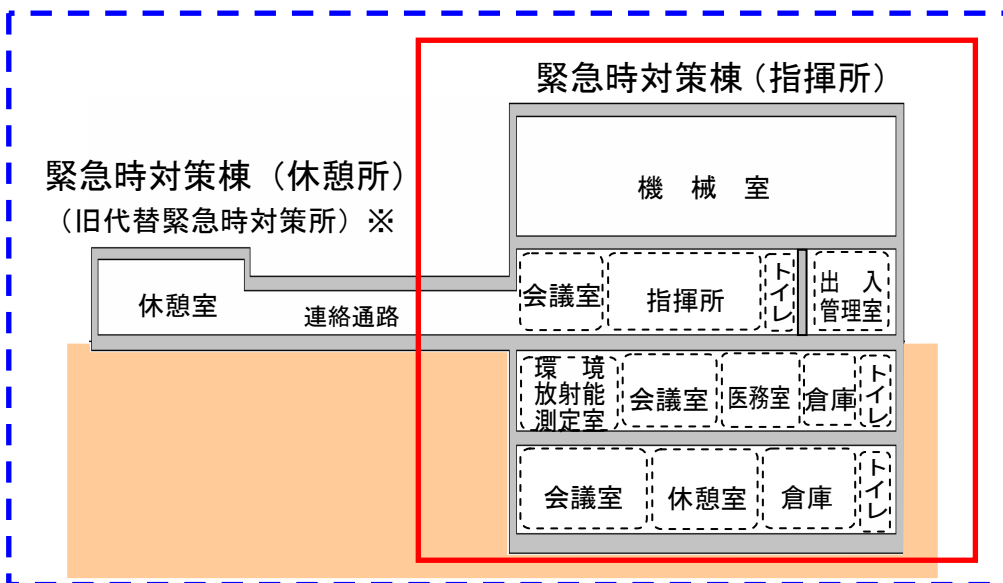 緊急時対策棟（指揮所）
緊急時対策棟（休憩所）
（旧代替緊急時対策所）※
機　械　室
休憩室
連絡通路
会議室
指揮所
トイレ
出　入
管理室
環　境
放射能
測定室
会議室
医務室
倉庫
トイレ
会議室
休憩室
倉庫
トイレ